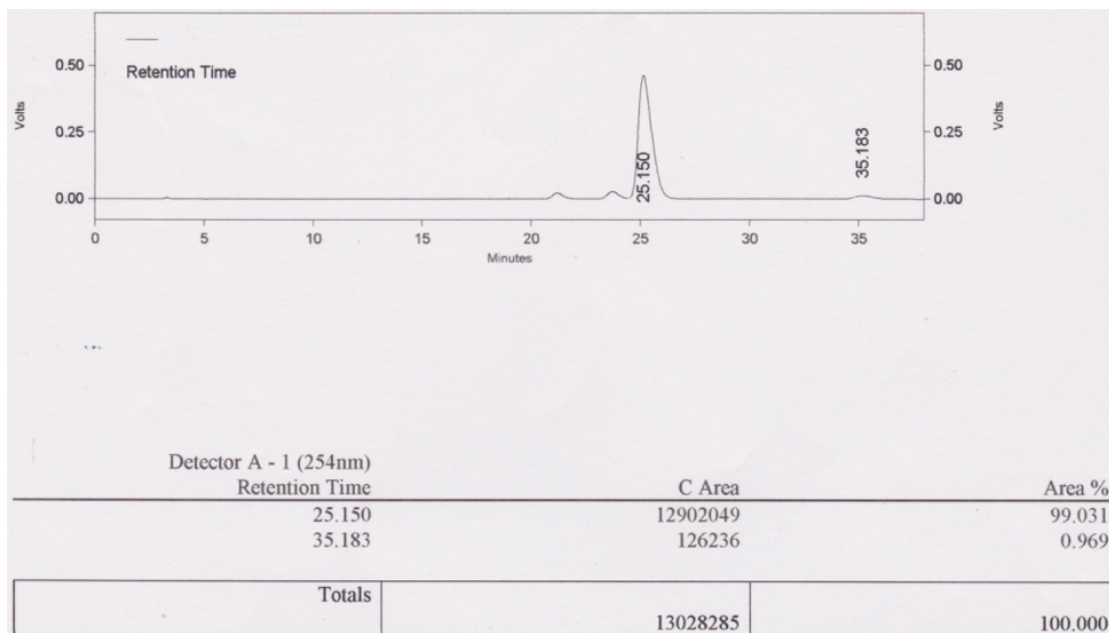 Retention Time
0.50
0.25
0.00
Volts
0.50
0.25
0.00
Volts
25.150
35.183
0 5 10 15 20 25 30 35
Minutes
Detector A - 1 (254nm)
Retention Time C Area Area %
25.150 12902049 99.031
35.183 126236 0.969
Totals
13028285 100.000